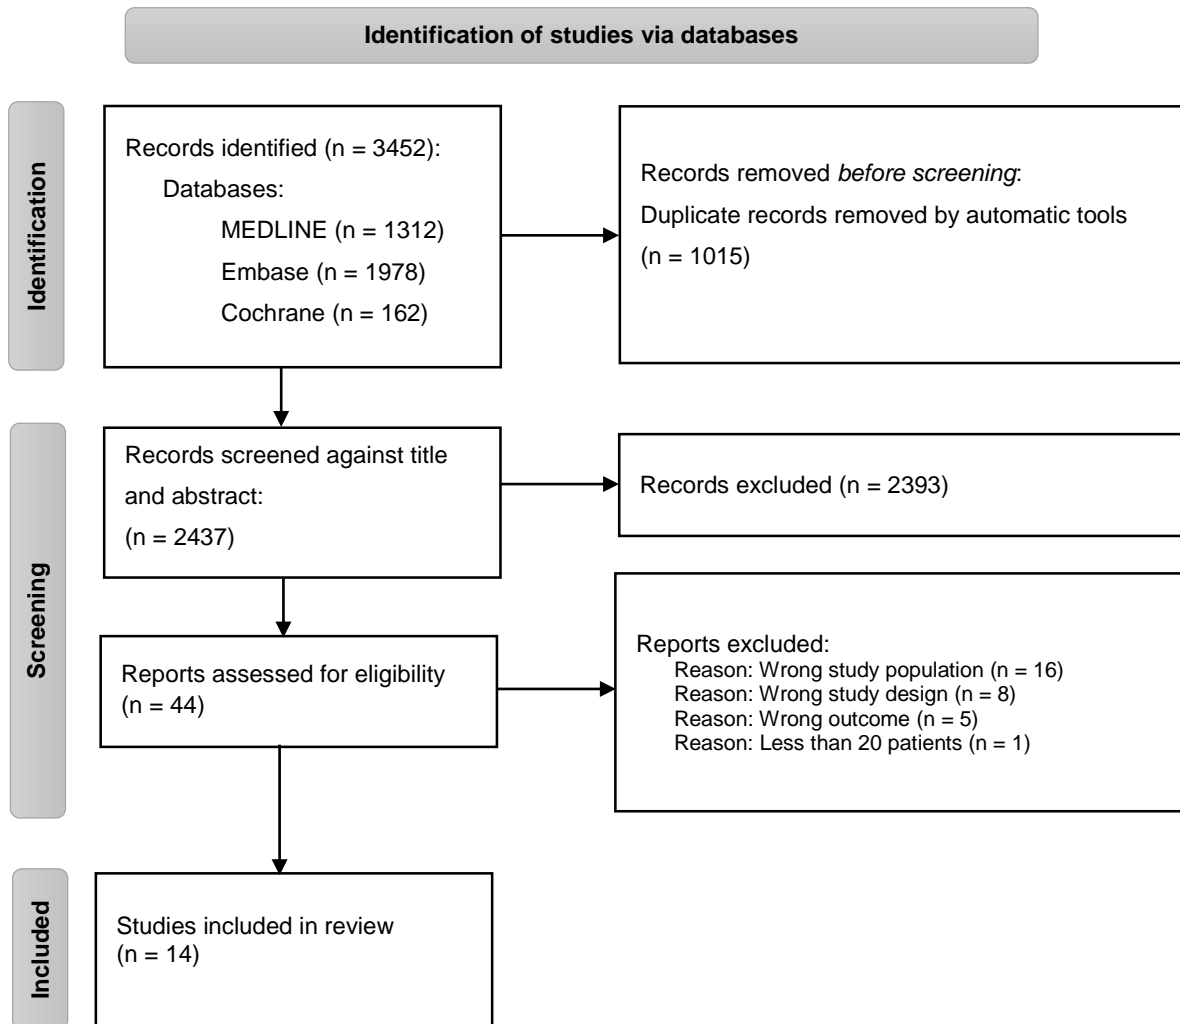 Identification of studies via databases
Identification
Records identified (n = 3452):
Databases:
MEDLINE (n = 1312)
Embase (n = 1978)
Cochrane (n = 162)
Records removed before screening:
Duplicate records removed by automatic tools
(n = 1015)
Screening
Records screened against title
and abstract:
(n = 2437)
Records excluded (n = 2393)
Reports assessed for eligibility
(n = 44)
Reports excluded:
Reason: Wrong study population (n = 16)
Reason: Wrong study design (n = 8)
Reason: Wrong outcome (n = 5)
Reason: Less than 20 patients (n = 1)
Included
Studies included in review
(n = 14)